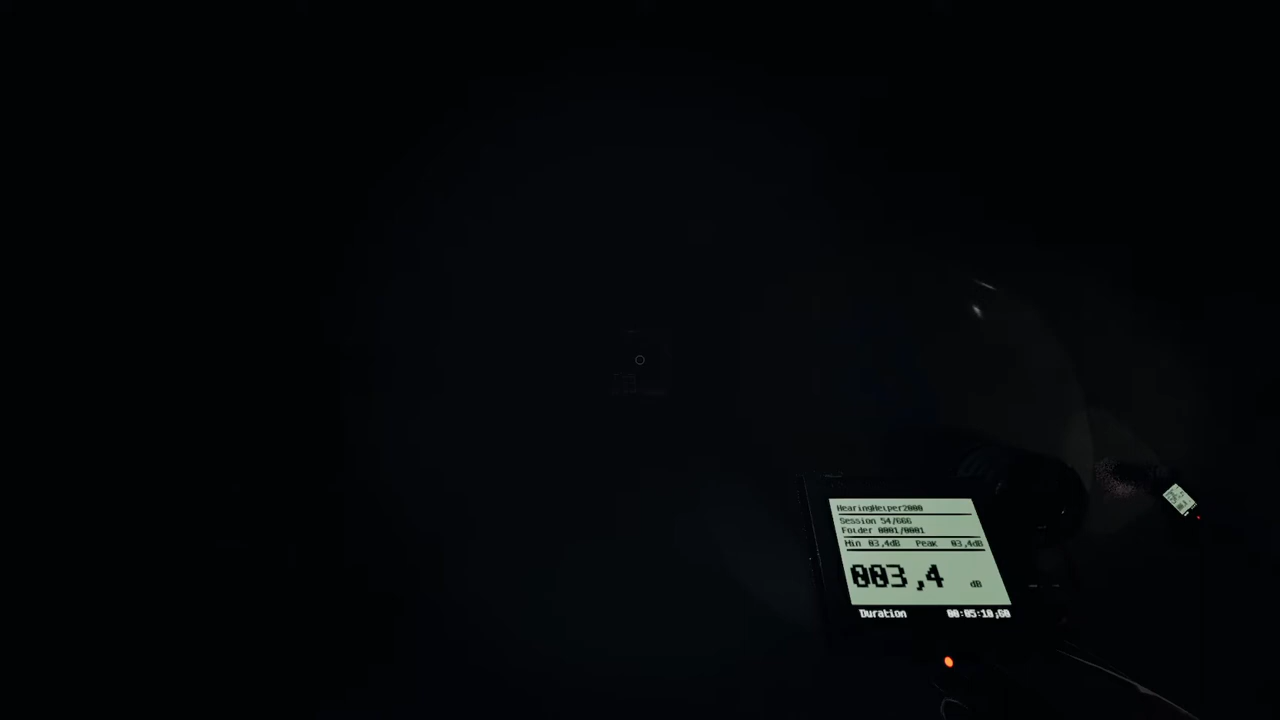 HearingHelper2000
Session 54/666
Folder 0001/0001
Min 03,4dB Peak 03,4dB
003,4 dB
Duration 00:05:10;60